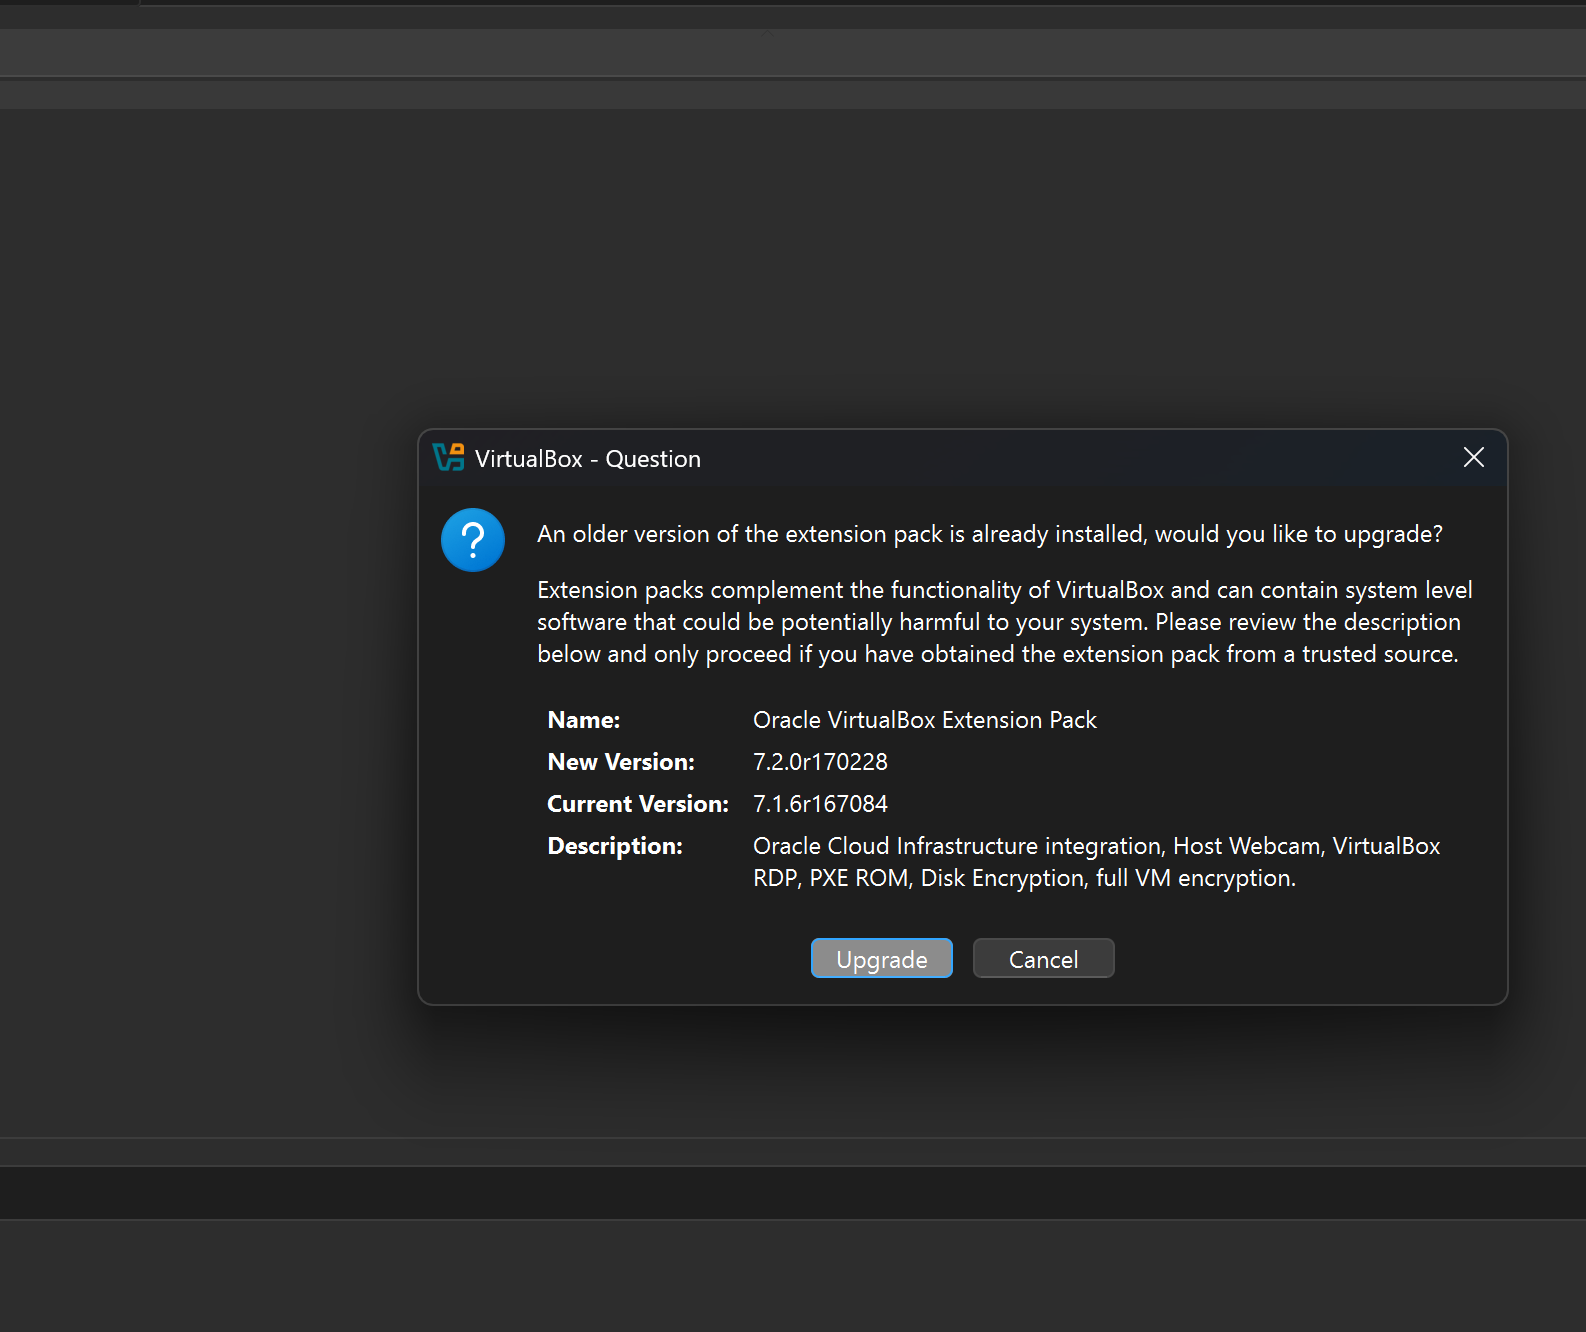 VirtualBox - Question
An older version of the extension pack is already installed, would you like to upgrade?
Extension packs complement the functionality of VirtualBox and can contain system level
software that could be potentially harmful to your system. Please review the description
below and only proceed if you have obtained the extension pack from a trusted source.
Name: Oracle VirtualBox Extension Pack
New Version: 7.2.0r170228
Current Version: 7.1.6r167084
Description: Oracle Cloud Infrastructure integration, Host Webcam, VirtualBox
RDP, PXE ROM, Disk Encryption, full VM encryption.
Upgrade Cancel